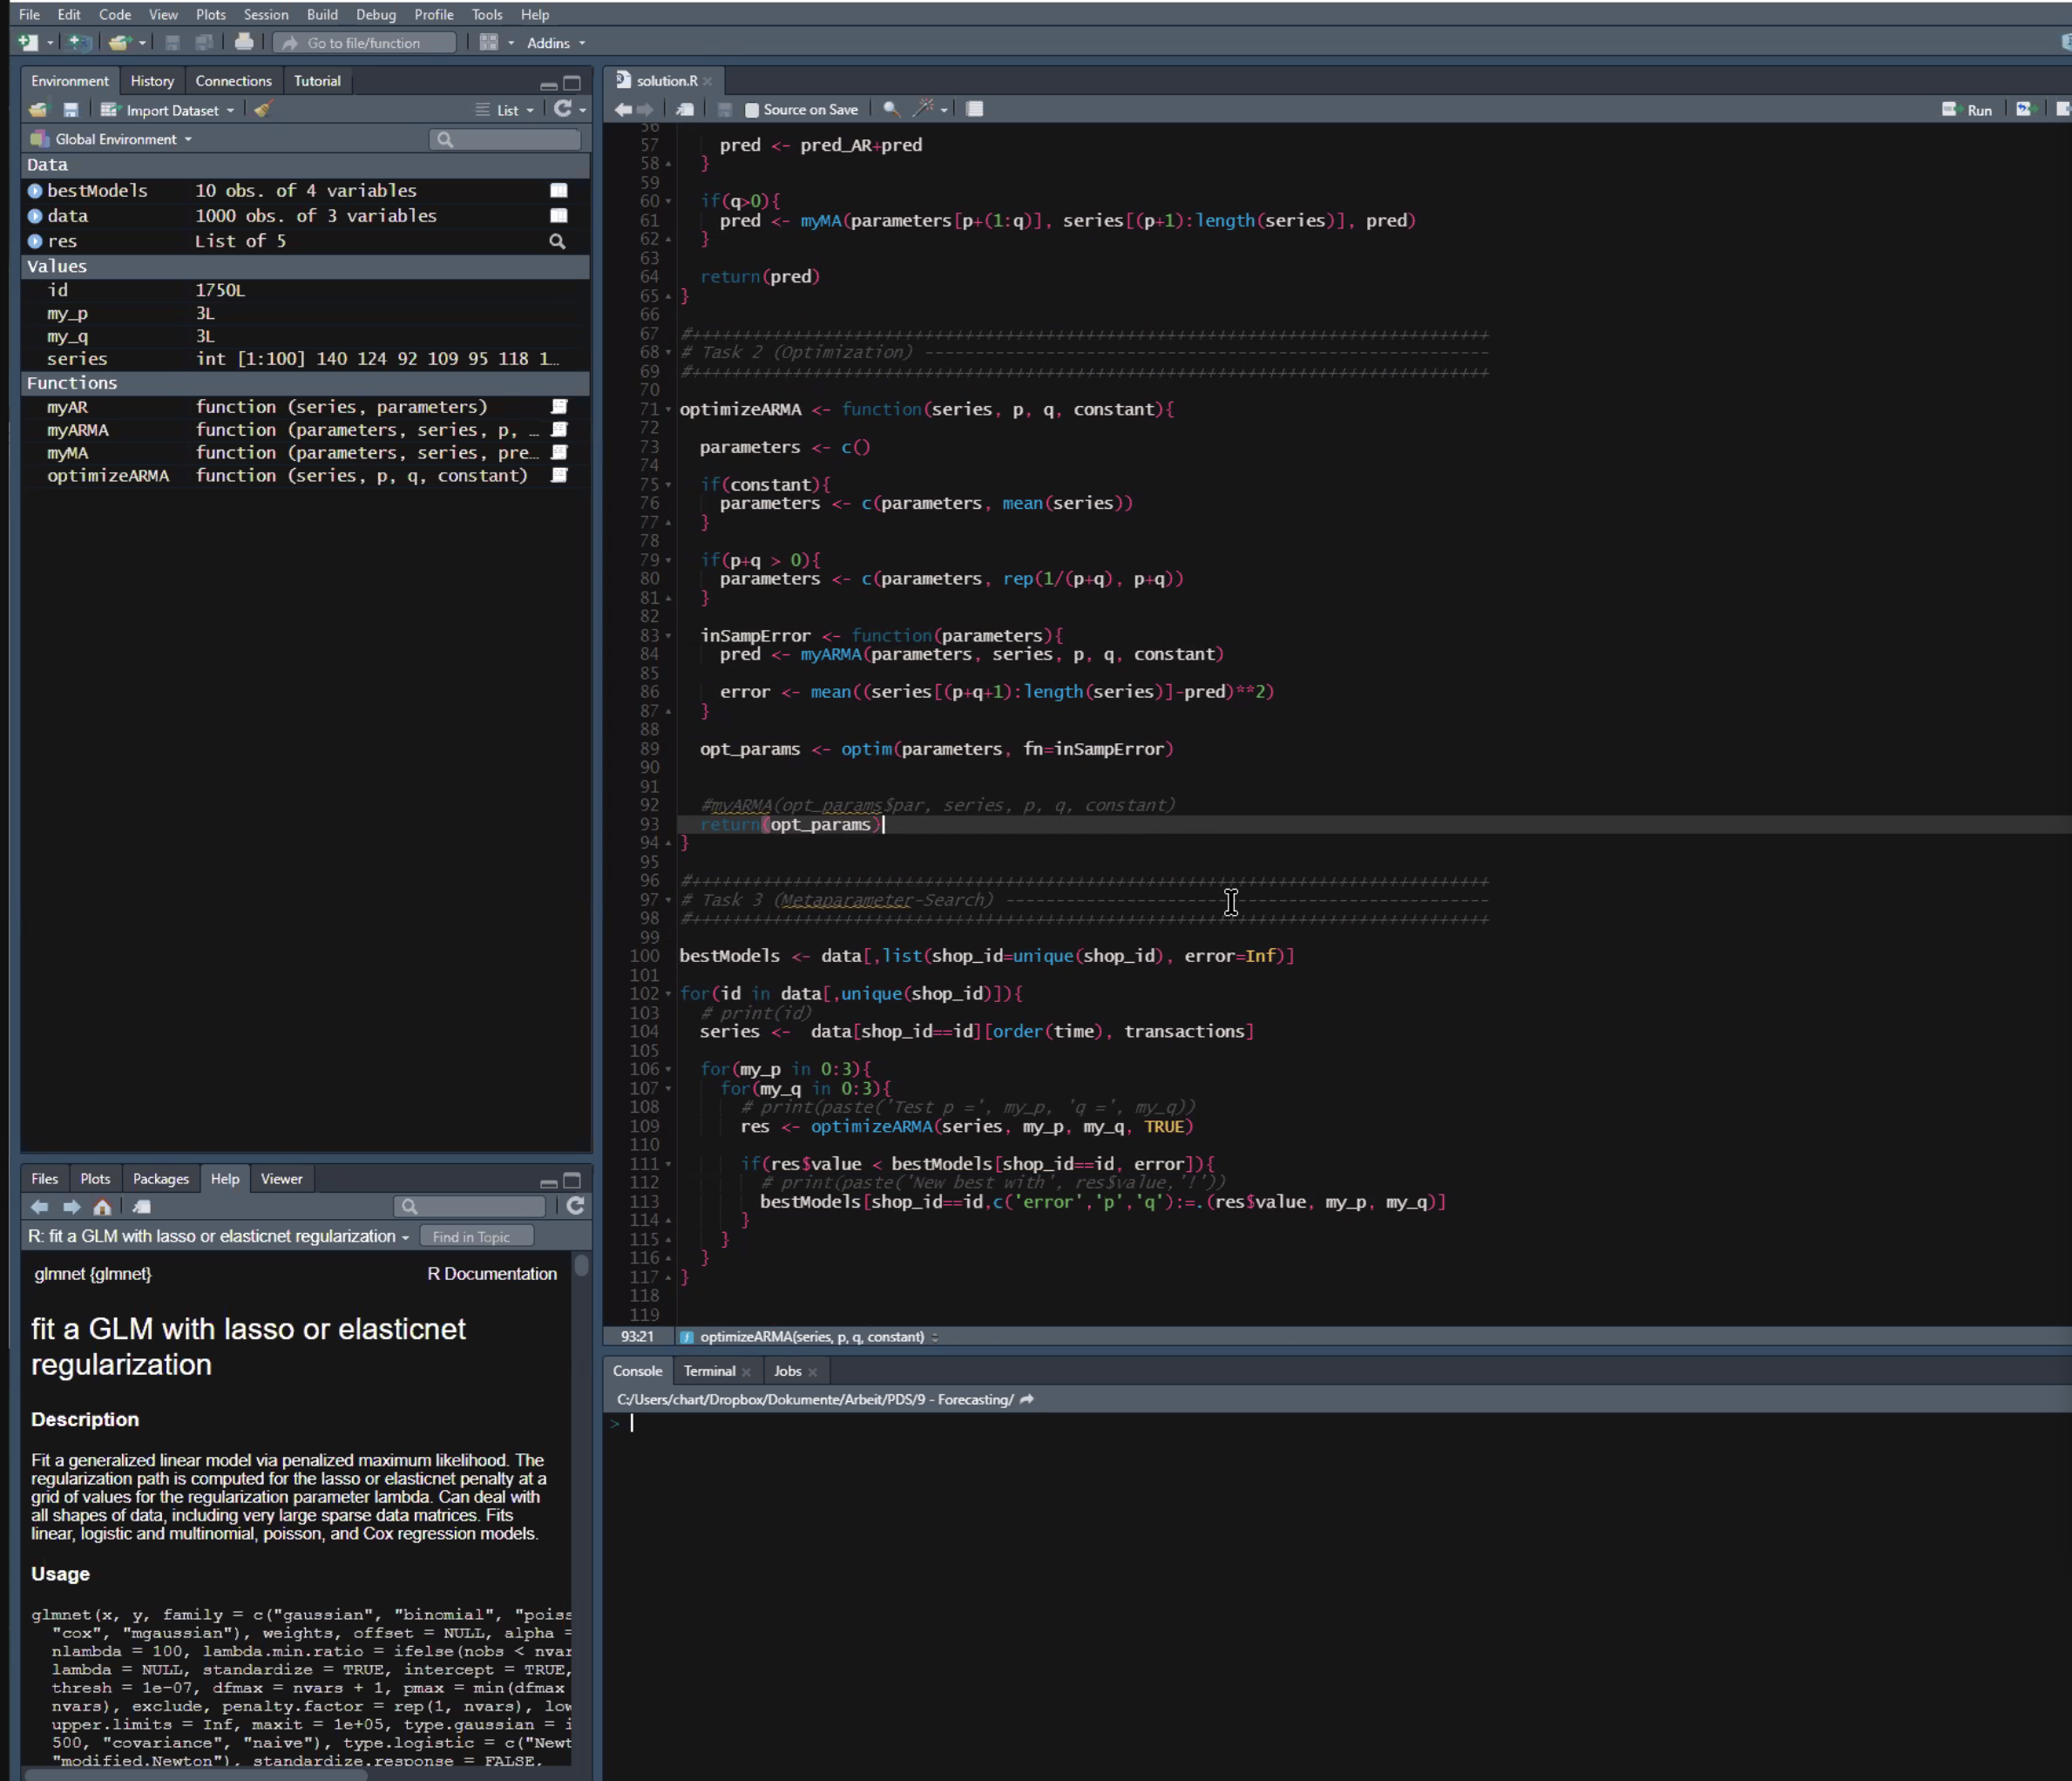 File Edit Code View Plots Session Build Debug Profile Tools Help
Go to file/function Addins
Environment History Connections Tutorial
Import Dataset List
Global Environment
Data
bestModels 10 obs. of 4 variables
data 1000 obs. of 3 variables
res List of 5
Values
id 1750L
my_p 3L
my_q 3L
series int [1:100] 140 124 92 109 95 118 1…
Functions
myAR function (series, parameters)
myARMA function (parameters, series, p, …
myMA function (parameters, series, pre…
optimizeARMA function (series, p, q, constant)
Files Plots Packages Help Viewer
R: fit a GLM with lasso or elasticnet regularization Find in Topic
glmnet {glmnet} R Documentation
fit a GLM with lasso or elasticnet
regularization
Description
Fit a generalized linear model via penalized maximum likelihood. The
regularization path is computed for the lasso or elasticnet penalty at a
grid of values for the regularization parameter lambda. Can deal with
all shapes of data, including very large sparse data matrices. Fits
linear, logistic and multinomial, poisson, and Cox regression models.
Usage
glmnet(x, y, family = c("gaussian", "binomial", "poiss
"cox", "mgaussian"), weights, offset = NULL, alpha =
nlambda = 100, lambda.min.ratio = ifelse(nobs < nvar
lambda = NULL, standardize = TRUE, intercept = TRUE,
thresh = 1e-07, dfmax = nvars + 1, pmax = min(dfmax
nvars), exclude, penalty.factor = rep(1, nvars), low
upper.limits = Inf, maxit = 1e+05, type.gaussian = i
500, "covariance", "naive"), type.logistic = c("Newt
"modified.Newton"), standardize.response = FALSE,
solution.R
Source on Save Run
56
57 pred <- pred_AR+pred
58 }
59
60 if(q>0){
61 pred <- myMA(parameters[p+(1:q)], series[(p+1):length(series)], pred)
62 }
63
64 return(pred)
65 }
66
67 #++++++++++++++++++++++++++++++++++++++++++++++++++++++++++++++++++++++++++++++++
68 # Task 2 (Optimization) --------------------------------------------------------
69 #++++++++++++++++++++++++++++++++++++++++++++++++++++++++++++++++++++++++++++++++
70
71 optimizeARMA <- function(series, p, q, constant){
72
73 parameters <- c()
74
75 if(constant){
76 parameters <- c(parameters, mean(series))
77 }
78
79 if(p+q > 0){
80 parameters <- c(parameters, rep(1/(p+q), p+q))
81 }
82
83 inSampError <- function(parameters){
84 pred <- myARMA(parameters, series, p, q, constant)
85
86 error <- mean((series[(p+q+1):length(series)]-pred)**2)
87 }
88
89 opt_params <- optim(parameters, fn=inSampError)
90
91
92 #myARMA(opt_params$par, series, p, q, constant)
93 return(opt_params)
94 }
95
96 #++++++++++++++++++++++++++++++++++++++++++++++++++++++++++++++++++++++++++++++++
97 # Task 3 (Metaparameter-Search) ------------------------------------------------
98 #++++++++++++++++++++++++++++++++++++++++++++++++++++++++++++++++++++++++++++++++
99
100 bestModels <- data[,list(shop_id=unique(shop_id), error=Inf)]
101
102 for(id in data[,unique(shop_id)]){
103 # print(id)
104 series <- data[shop_id==id][order(time), transactions]
105
106 for(my_p in 0:3){
107 for(my_q in 0:3){
108 # print(paste('Test p =', my_p, 'q =', my_q))
109 res <- optimizeARMA(series, my_p, my_q, TRUE)
110
111 if(res$value < bestModels[shop_id==id, error]){
112 # print(paste('New best with', res$value,'!'))
113 bestModels[shop_id==id,c('error','p','q'):=.(res$value, my_p, my_q)]
114 }
115 }
116 }
117 }
118
119
93:21 optimizeARMA(series, p, q, constant)
Console Terminal Jobs
C:/Users/chart/Dropbox/Dokumente/Arbeit/PDS/9 - Forecasting/
>